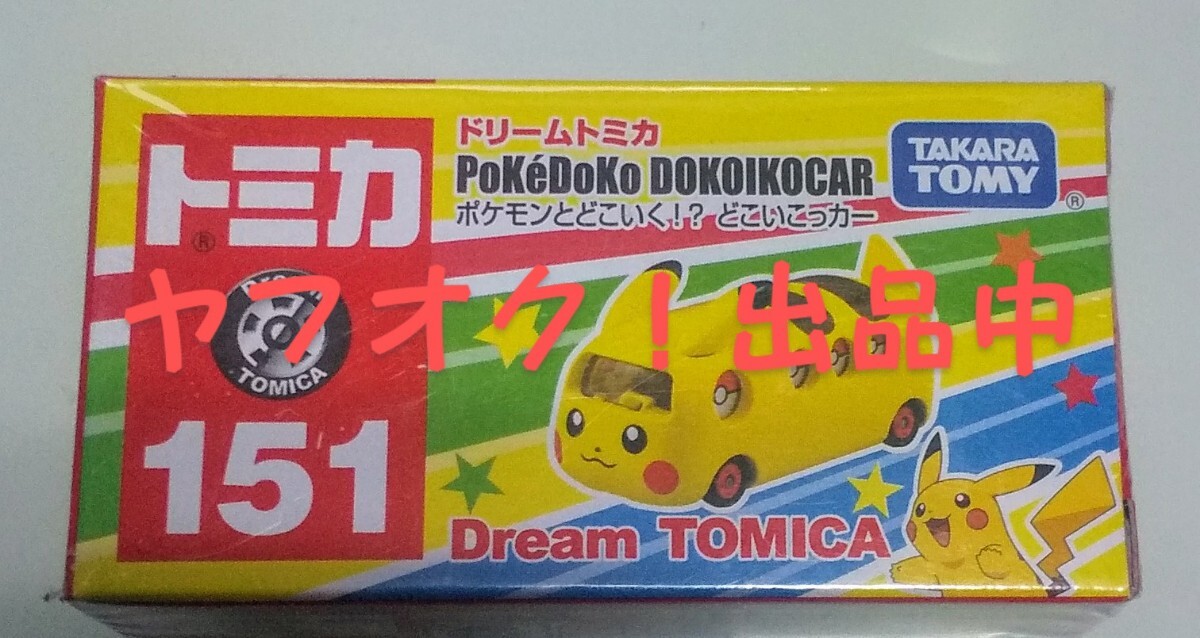 トミカ
®
TOMICA
151
ドリームトミカ
PoKéDoKo DOKOIKOCAR
ポケモンとどこいく!? どこいこっカー
TAKARA
TOMY
®
ヤフオク!出品中
Dream TOMICA